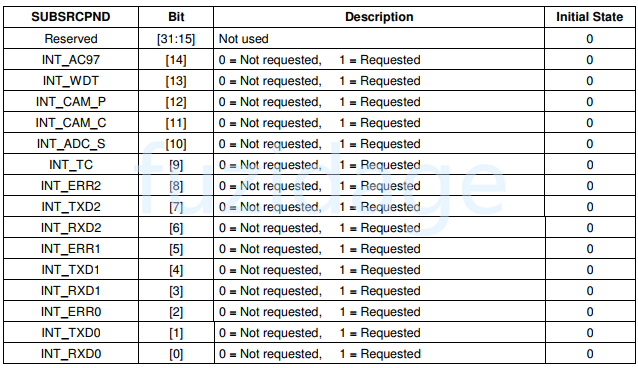 SUBSRCPND Bit Description Initial State
Reserved [31:15] Not used 0
INT_AC97 [14] 0 = Not requested, 1 = Requested 0
INT_WDT [13] 0 = Not requested, 1 = Requested 0
INT_CAM_P [12] 0 = Not requested, 1 = Requested 0
INT_CAM_C [11] 0 = Not requested, 1 = Requested 0
INT_ADC_S [10] 0 = Not requested, 1 = Requested 0
INT_TC [9] 0 = Not requested, 1 = Requested 0
INT_ERR2 [8] 0 = Not requested, 1 = Requested 0
INT_TXD2 [7] 0 = Not requested, 1 = Requested 0
INT_RXD2 [6] 0 = Not requested, 1 = Requested 0
INT_ERR1 [5] 0 = Not requested, 1 = Requested 0
INT_TXD1 [4] 0 = Not requested, 1 = Requested 0
INT_RXD1 [3] 0 = Not requested, 1 = Requested 0
INT_ERR0 [2] 0 = Not requested, 1 = Requested 0
INT_TXD0 [1] 0 = Not requested, 1 = Requested 0
INT_RXD0 [0] 0 = Not requested, 1 = Requested 0
fuzidage